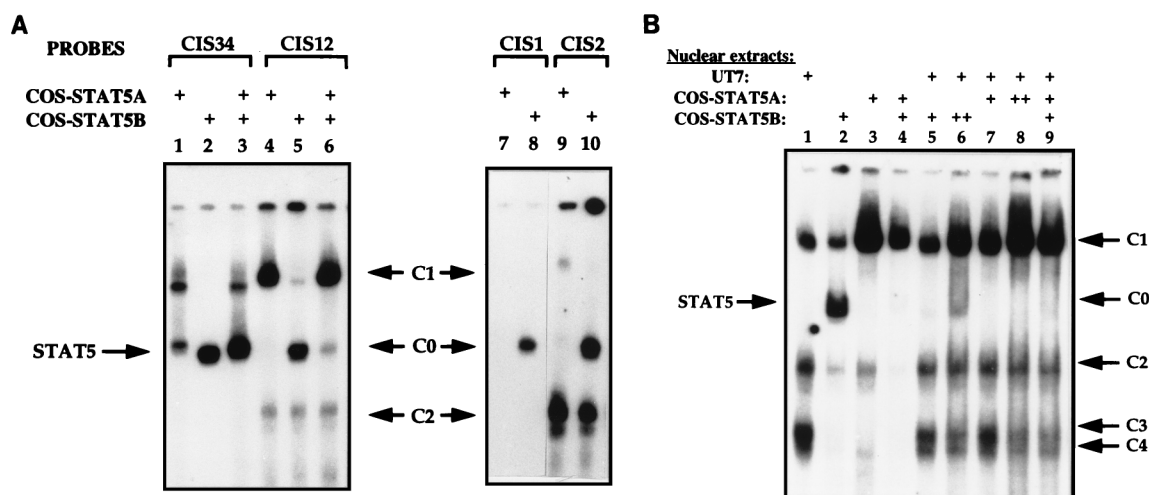 A
PROBES CIS34 CIS12 CIS1 CIS2
COS-STAT5A + + + + + +
COS-STAT5B + + + + + +
1 2 3 4 5 6 7 8 9 10
C1
STAT5 C0
C2
B
Nuclear extracts:
UT7: + + + + + +
COS-STAT5A: + + + ++ +
COS-STAT5B: + + + ++ +
1 2 3 4 5 6 7 8 9
C1
STAT5 C0
C2
C3
C4